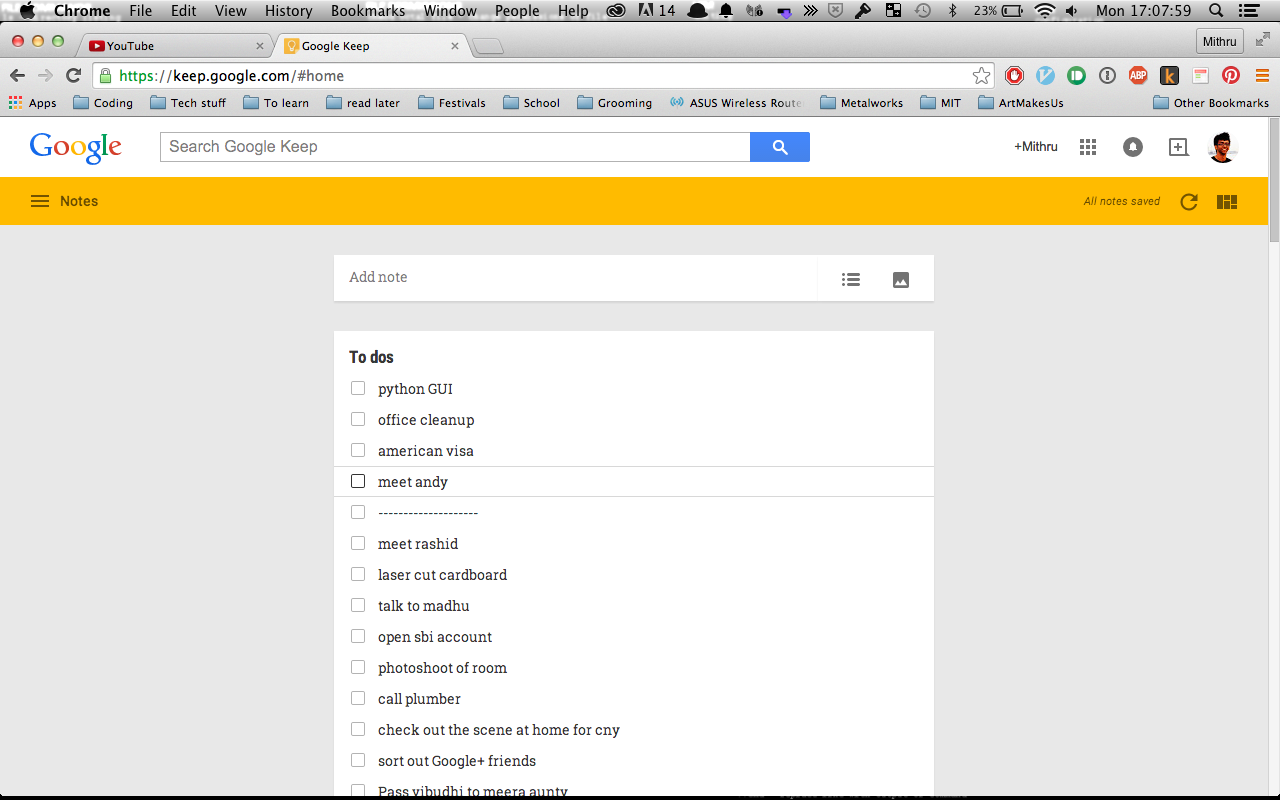 Chrome File Edit View History Bookmarks Window People Help 14 23% Mon 17:07:59
YouTube Google Keep Mithru
https://keep.google.com/#home
Apps Coding Tech stuff To learn read later Festivals School Grooming ASUS Wireless Route Metalworks MIT ArtMakesUs Other Bookmarks
Google Search Google Keep +Mithru
Notes All notes saved
Add note
To dos
python GUI
office cleanup
american visa
meet andy
--------------------
meet rashid
laser cut cardboard
talk to madhu
open sbi account
photoshoot of room
call plumber
check out the scene at home for cny
sort out Google+ friends
Pass vibudhi to meera aunty